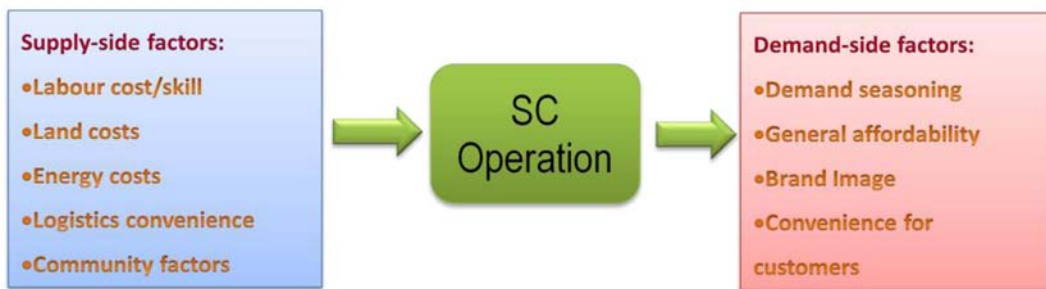 Supply-side factors:
•Labour cost/skill
•Land costs
•Energy costs
•Logistics convenience
•Community factors
SC
Operation
Demand-side factors:
•Demand seasoning
•General affordability
•Brand Image
•Convenience for
customers